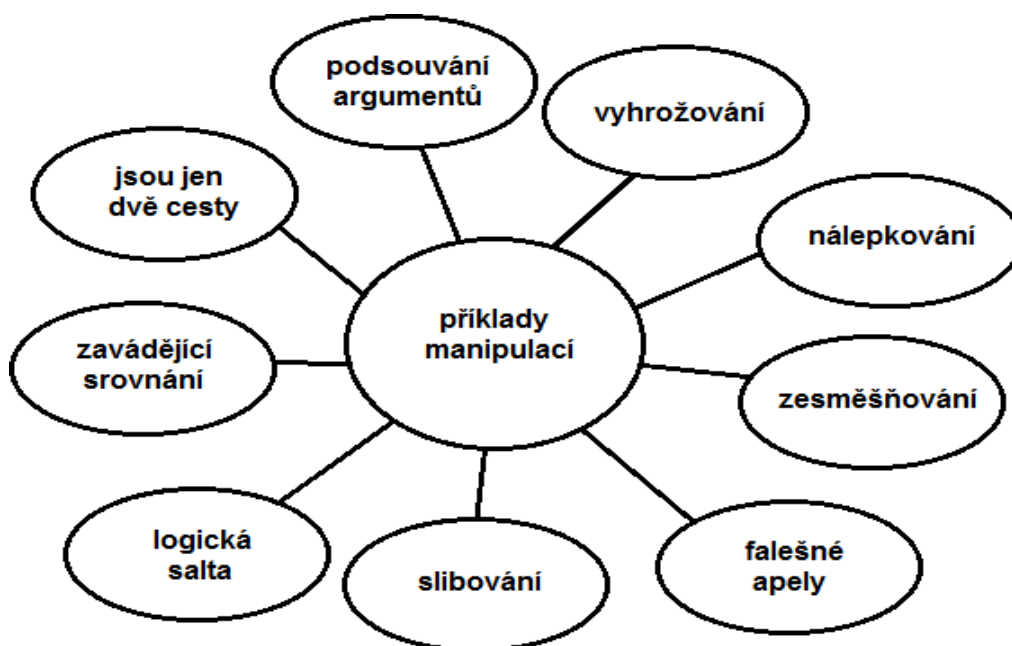 podsouvání
argumentů
vyhrožování
jsou jen
dvě cesty
nálepkování
příklady
manipulací
zavádějící
srovnání
zesměšňování
logická
salta
slibování
falešné
apely